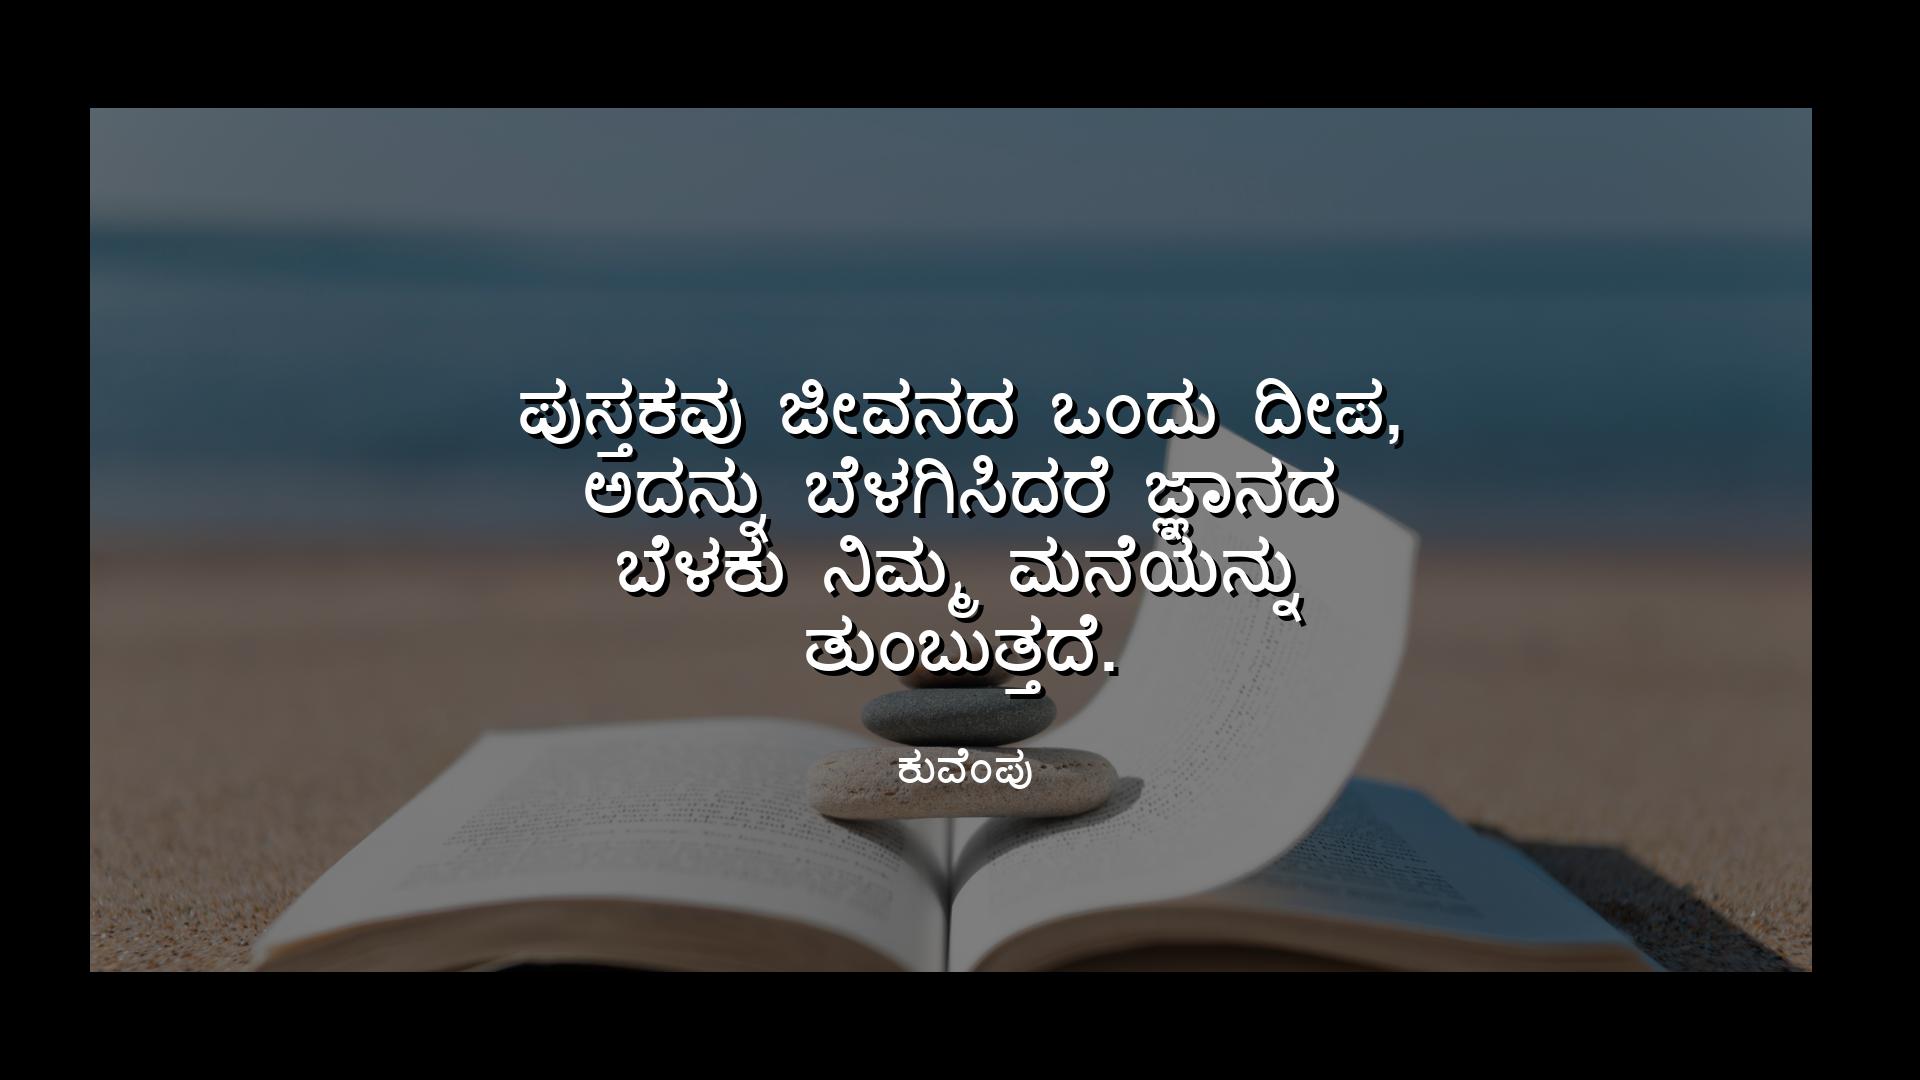 ಪುಸ್ತಕವು ಜೀವನದ ಒಂದು ದೀಪ,
ಅದನ್ನು ಬೆಳಗಿಸಿದರೆ ಜ್ಞಾನದ
ಬೆಳಕು ನಿಮ್ಮ ಮನೆಯನ್ನು
ತುಂಬುತ್ತದೆ.
ಕುವೆಂಪು